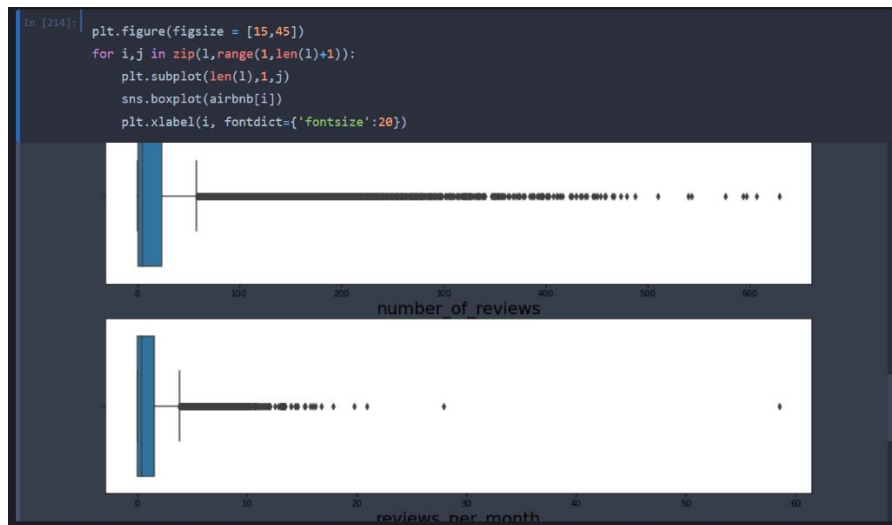 In [214]:
plt.figure(figsize = [15,45])
for i,j in zip(l,range(1,len(l)+1)):
plt.subplot(len(l),1,j)
sns.boxplot(airbnb[i])
plt.xlabel(i, fontdict={'fontsize':20})
0 100 200 300 400 500 600
number_of_reviews
0 10 20 30 40 50 60
reviews_per_month